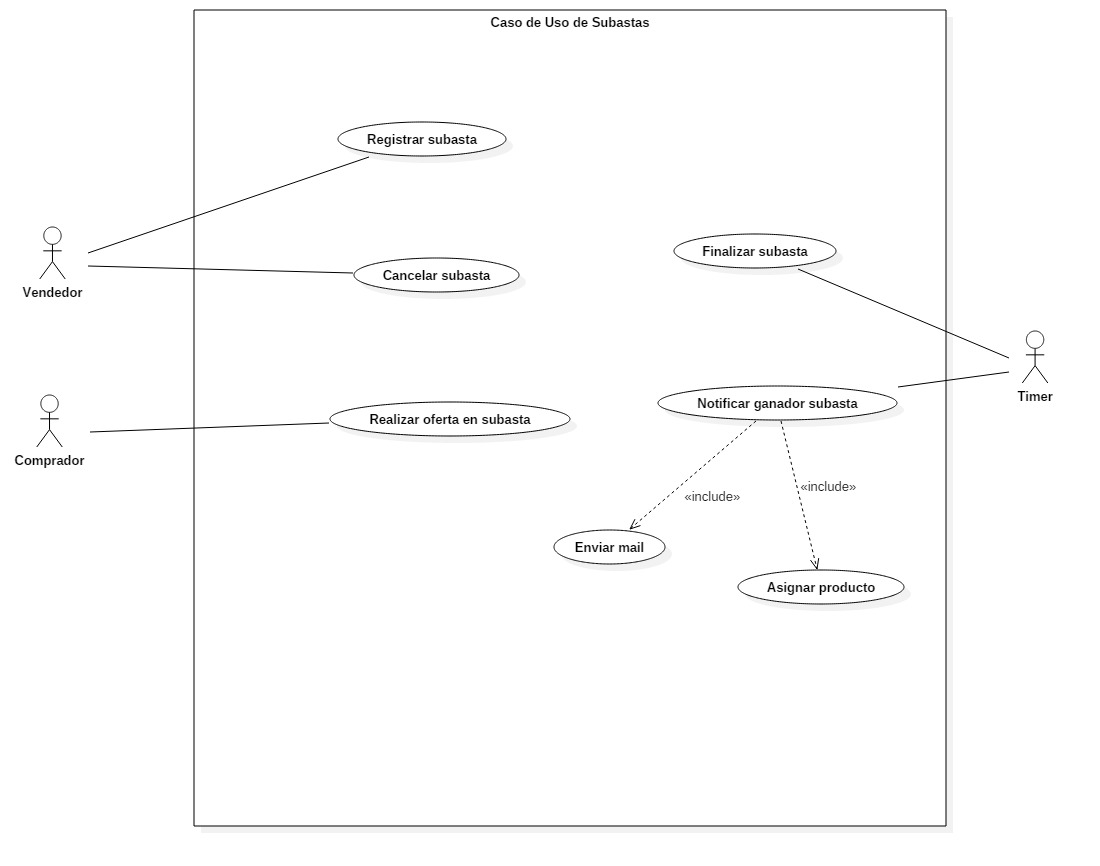 Caso de Uso de Subastas
Registrar subasta
Finalizar subasta
Cancelar subasta
Vendedor
Timer
Notificar ganador subasta
Realizar oferta en subasta
Comprador
«include»
«include»
Enviar mail
Asignar producto